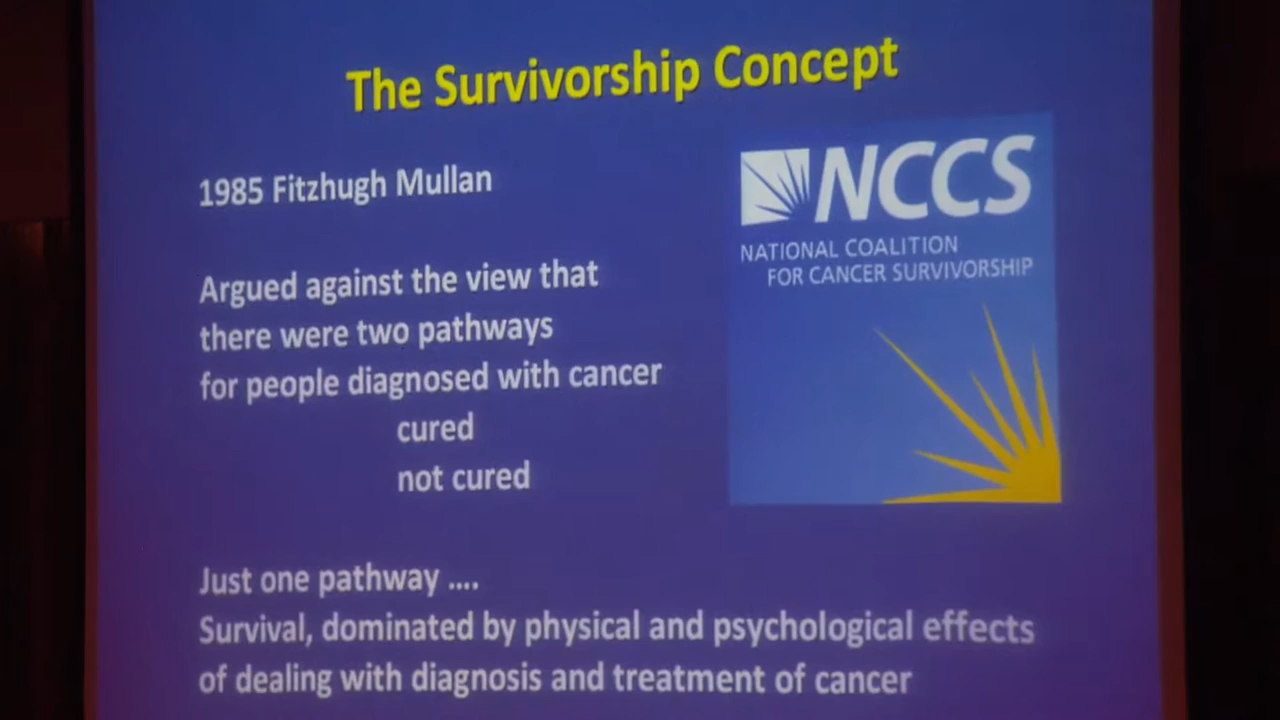 The Survivorship Concept
1985 Fitzhugh Mullan
Argued against the view that
there were two pathways
for people diagnosed with cancer
cured
not cured
Just one pathway ....
Survival, dominated by physical and psychological effects
of dealing with diagnosis and treatment of cancer
NCCS
NATIONAL COALITION
FOR CANCER SURVIVORSHIP